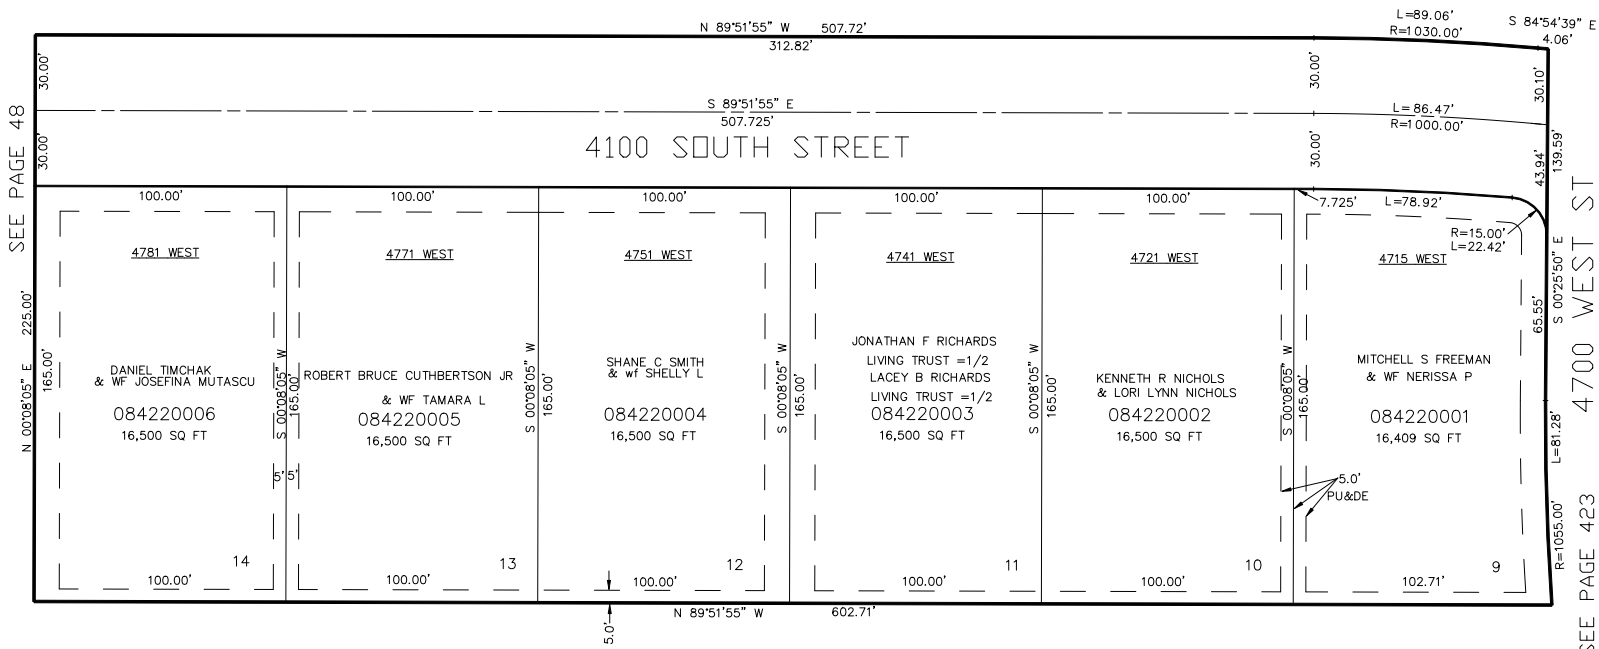 N 89°51'55" W 507.72'
312.82'
L=89.06'
R=1030.00'
S 84°54'39" E
4.06'
30.00'
30.00'
30.10'
S 89°51'55" E
507.725'
L=86.47'
R=1000.00'
SEE PAGE 48
30.00'
4100 SOUTH STREET
30.00'
43.94'
139.59'
100.00'
100.00'
100.00'
100.00'
100.00'
7.725'
L=78.92'
R=15.00'
L=22.42'
4781 WEST
4771 WEST
4751 WEST
4741 WEST
4721 WEST
4715 WEST
S 00°25'50" E
4700 WEST ST
65.55'
N 00°08'05" E 225.00'
165.00'
DANIEL TIMCHAK
& WF JOSEFINA MUTASCU
084220006
16,500 SQ FT
S 00°08'05" W
165.00'
ROBERT BRUCE CUTHBERTSON JR
& WF TAMARA L
084220005
16,500 SQ FT
S 00°08'05" W
165.00'
SHANE C SMITH
& wf SHELLY L
084220004
16,500 SQ FT
S 00°08'05" W
165.00'
JONATHAN F RICHARDS
LIVING TRUST =1/2
LACEY B RICHARDS
LIVING TRUST =1/2
084220003
16,500 SQ FT
S 00°08'05" W
165.00'
KENNETH R NICHOLS
& LORI LYNN NICHOLS
084220002
16,500 SQ FT
S 00°08'05" W
165.00'
MITCHELL S FREEMAN
& WF NERISSA P
084220001
16,409 SQ FT
L=81.28'
R=1055.00'
SEE PAGE 423
5' 5'
5.0'
PU&DE
14
13
12
11
10
9
100.00'
100.00'
100.00'
100.00'
100.00'
102.71'
N 89°51'55" W 602.71'
5.0'